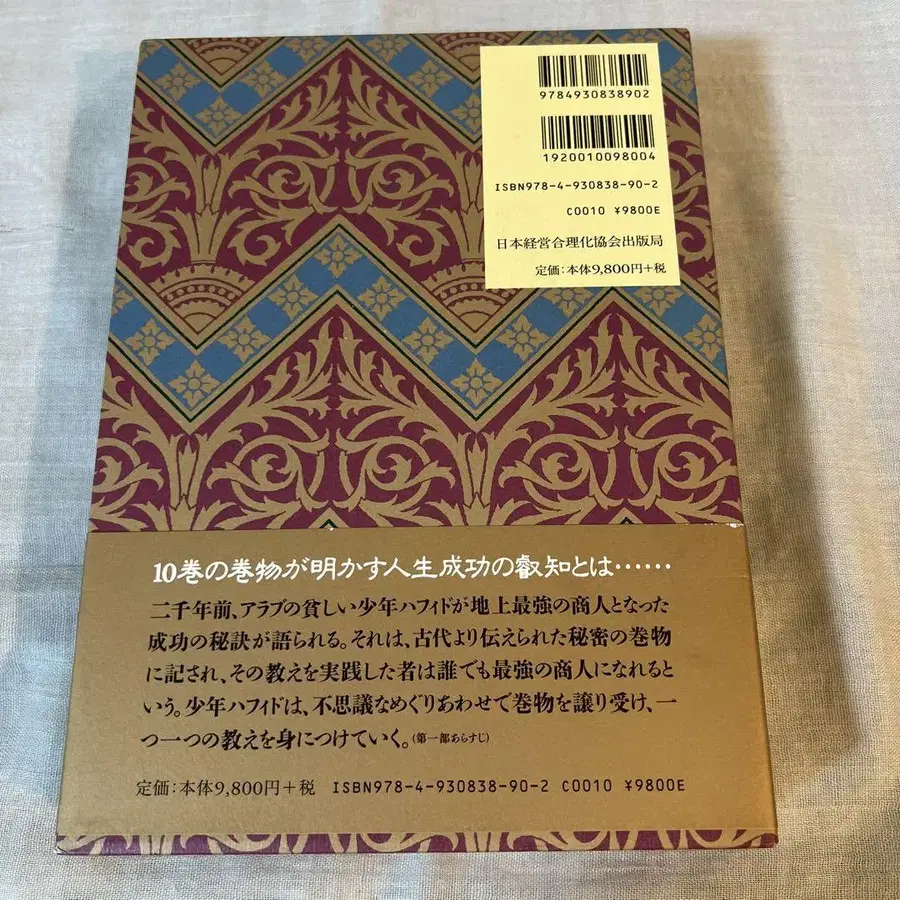 9784930838902
1920010098004
ISBN978-4-930838-90-2
C0010 ¥9800E
日本経営合理化協会出版局
定価:本体9,800円+税
10巻の巻物が明かす人生成功の叡知とは……
二千年前、アラブの貧しい少年ハフィドが地上最強の商人となった
成功の秘訣が語られる。それは、古代より伝えられた秘密の巻物
に記され、その教えを実践した者は誰でも最強の商人になれると
いう。少年ハフィドは、不思議なめぐりあわせで巻物を譲り受け、一
つ一つの教えを身につけていく。(第一部あらすじ)
定価:本体9,800円+税 ISBN978-4-930838-90-2 C0010 ¥9800E